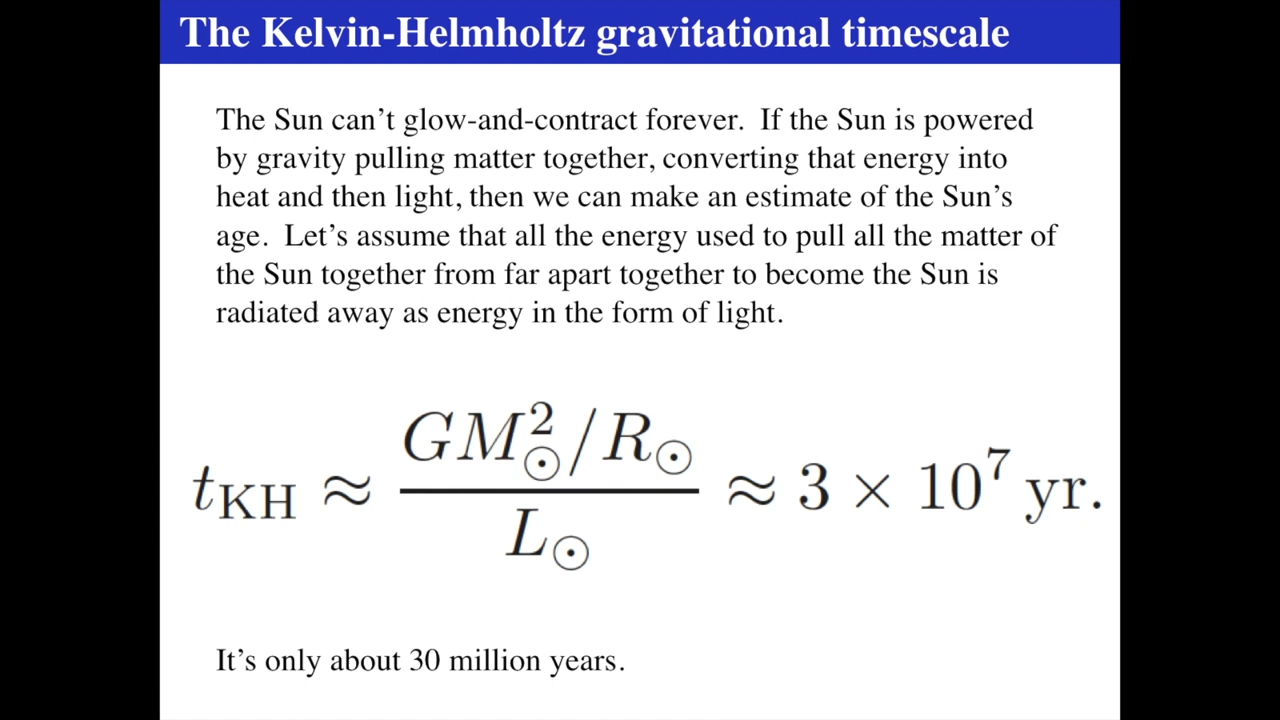 The Kelvin-Helmholtz gravitational timescale
The Sun can’t glow-and-contract forever.  If the Sun is powered
by gravity pulling matter together, converting that energy into
heat and then light, then we can make an estimate of the Sun’s
age.  Let’s assume that all the energy used to pull all the matter of
the Sun together from far apart together to become the Sun is
radiated away as energy in the form of light.
t_KH ≈ (GM_⊙^2/R_⊙)/L_⊙ ≈ 3 × 10^7 yr.
It’s only about 30 million years.